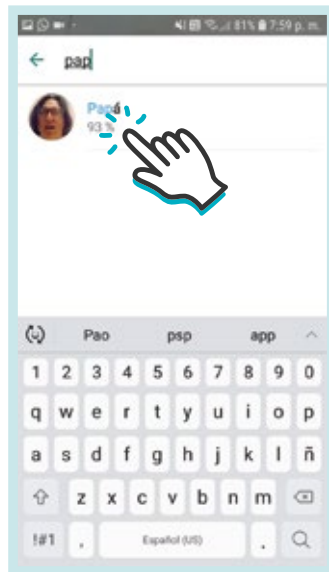 81% 7:59 p. m.
pap
Papá
93 %
Pao psp app
1 2 3 4 5 6 7 8 9 0
q w e r t y u i o p
a s d f g h j k l ñ
z x c v b n m
!#1 , Español (US) .